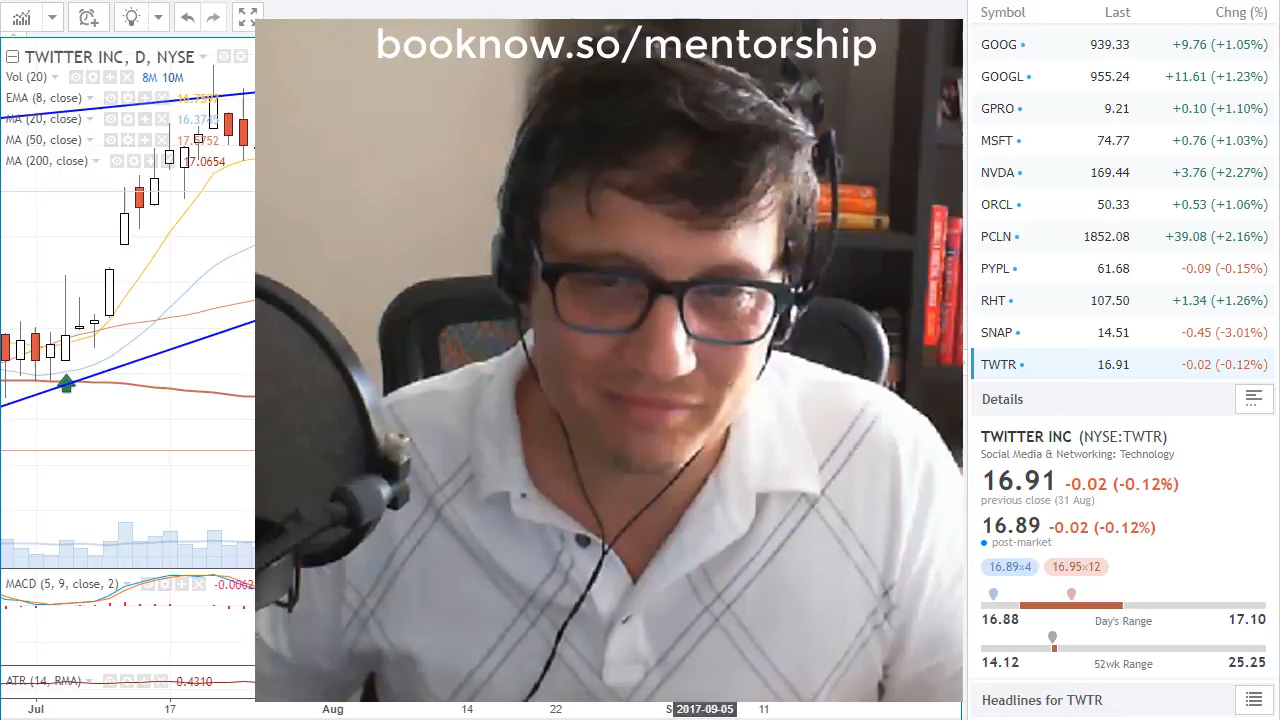 booknow.so/mentorship
TWITTER INC, D, NYSE
Vol (20) 8M 10M
EMA (8, close)
MA (20, close)
MA (50, close)
MA (200, close) 17.0654
MACD (5, 9, close, 2) -0.0062
ATR (14, RMA) 0.4310
Jul 17 Aug 14 22 2017-09-05 11
Symbol Last Chng (%)
GOOG +9.76 (+1.05%)
GOOGL 955.24 +11.61 (+1.23%)
GPRO 9.21 +0.10 (+1.10%)
MSFT 74.77 +0.76 (+1.03%)
NVDA 169.44 +3.76 (+2.27%)
ORCL 50.33 +0.53 (+1.06%)
PCLN 1852.08 +39.08 (+2.16%)
PYPL 61.68 -0.09 (-0.15%)
RHT 107.50 +1.34 (+1.26%)
SNAP 14.51 -0.45 (-3.01%)
TWTR 16.91 -0.02 (-0.12%)
Details
TWITTER INC (NYSE:TWTR)
Social Media & Networking: Technology
16.91 -0.02 (-0.12%)
previous close (31 Aug)
16.89 -0.02 (-0.12%)
post-market
16.89×4 16.95×12
16.88 Day's Range 17.10
14.12 52wk Range 25.25
Headlines for TWTR